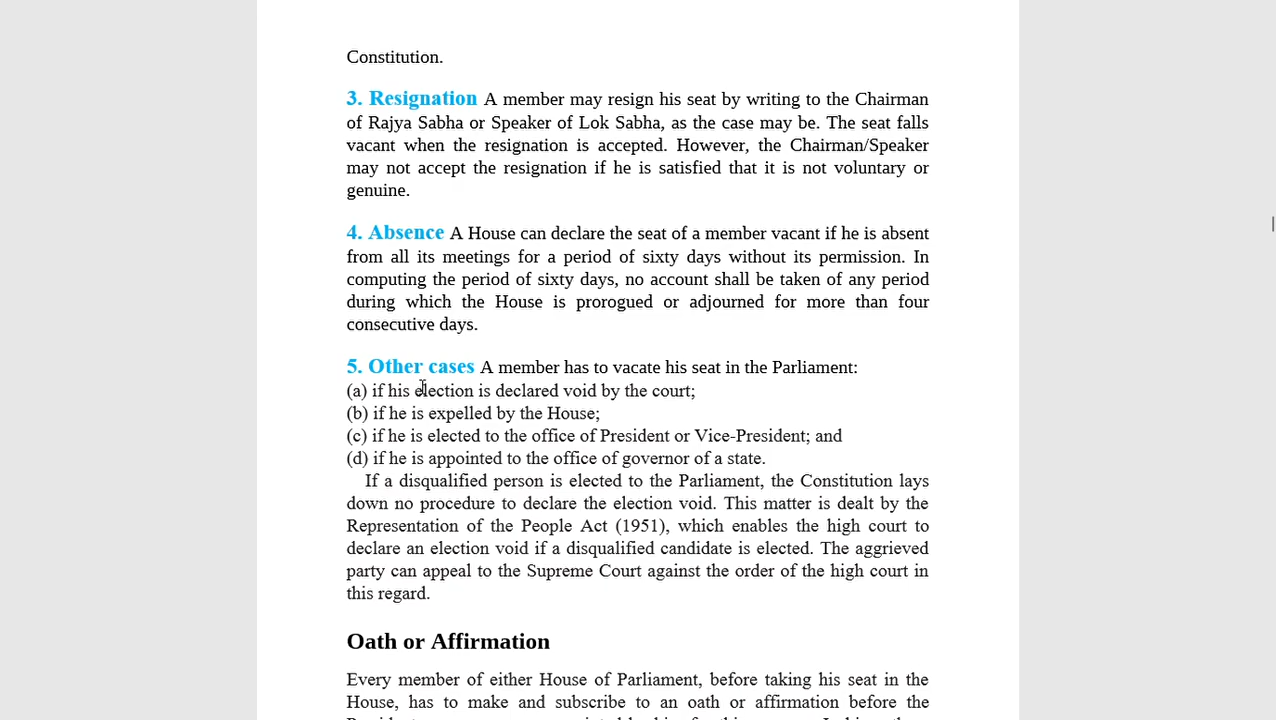 Constitution.
3. Resignation A member may resign his seat by writing to the Chairman
of Rajya Sabha or Speaker of Lok Sabha, as the case may be. The seat falls
vacant when the resignation is accepted. However, the Chairman/Speaker
may not accept the resignation if he is satisfied that it is not voluntary or
genuine.
4. Absence A House can declare the seat of a member vacant if he is absent
from all its meetings for a period of sixty days without its permission. In
computing the period of sixty days, no account shall be taken of any period
during which the House is prorogued or adjourned for more than four
consecutive days.
5. Other cases A member has to vacate his seat in the Parliament:
(a) if his election is declared void by the court;
(b) if he is expelled by the House;
(c) if he is elected to the office of President or Vice-President; and
(d) if he is appointed to the office of governor of a state.
If a disqualified person is elected to the Parliament, the Constitution lays
down no procedure to declare the election void. This matter is dealt by the
Representation of the People Act (1951), which enables the high court to
declare an election void if a disqualified candidate is elected. The aggrieved
party can appeal to the Supreme Court against the order of the high court in
this regard.
Oath or Affirmation
Every member of either House of Parliament, before taking his seat in the
House, has to make and subscribe to an oath or affirmation before the